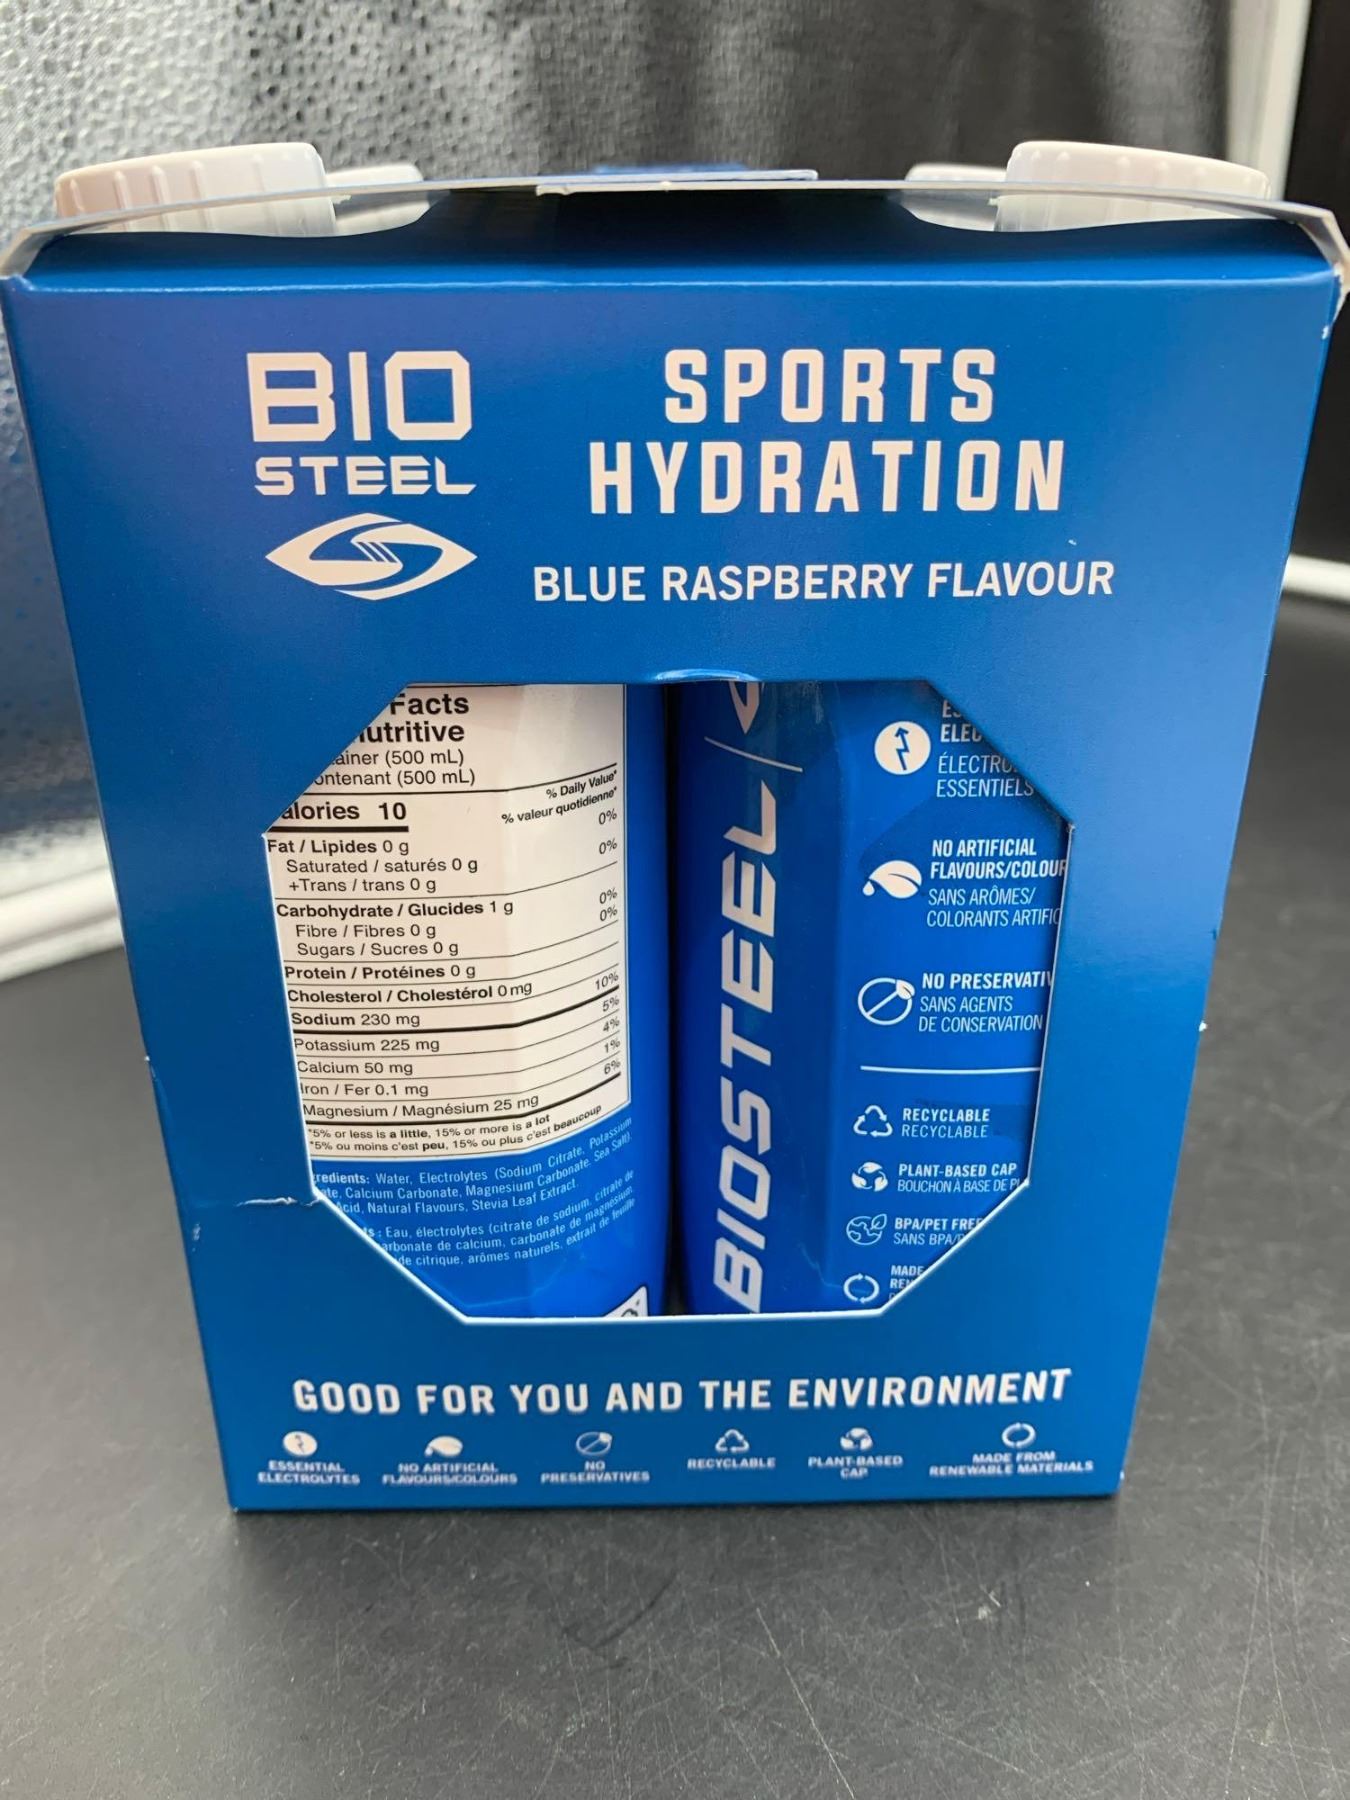 BIO
STEEL
SPORTS
HYDRATION
BLUE RASPBERRY FLAVOUR
Facts
(500 mL)
(500 mL)
% Daily Value*
% valeur quotidienne*
10
Fat / Lipides 0 g
0%
Saturated / saturés 0 g
+Trans / trans 0 g
0%
Carbohydrate / Glucides 1 g
Fibre / Fibres 0 g
0%
Sugars / Sucres 0 g
0%
Protein / Protéines 0 g
Cholesterol / Cholestérol 0 mg
Sodium 230 mg
10%
Potassium 225 mg
5%
Calcium 50 mg
4%
Iron / Fer 0.1 mg
1%
Magnesium / Magnésium 25 mg
6%
*5% or less is a little, 15% or more is a lot
*5% ou moins c'est peu, 15% ou plus c'est beaucoup
Water, Electrolytes (Sodium Citrate, Potassium
Calcium Carbonate, Magnesium Carbonate, Sea Salt),
Acid, Natural Flavours, Stevia Leaf Extract.
: Eau, électrolytes (citrate de sodium, citrate de
de calcium, carbonate de magnésium,
citrique, arômes naturels, extrait de feuille
BIOSTEEL
ESSENTIELS
NO ARTIFICIAL
SANS ARÔMES/
COLORANTS
NO
SANS AGENTS
DE CONSERVATION
RECYCLABLE
RECYCLABLE
PLANT-BASED CAP
BOUCHON À BASE DE
BPA/PET FREE
SANS
GOOD FOR YOU AND THE ENVIRONMENT
ESSENTIAL
ELECTROLYTES
NO ARTIFICIAL
FLAVOURS/COLOURS
NO
PRESERVATIVES
RECYCLABLE
PLANT-BASED
CAP
MADE FROM
RENEWABLE MATERIALS